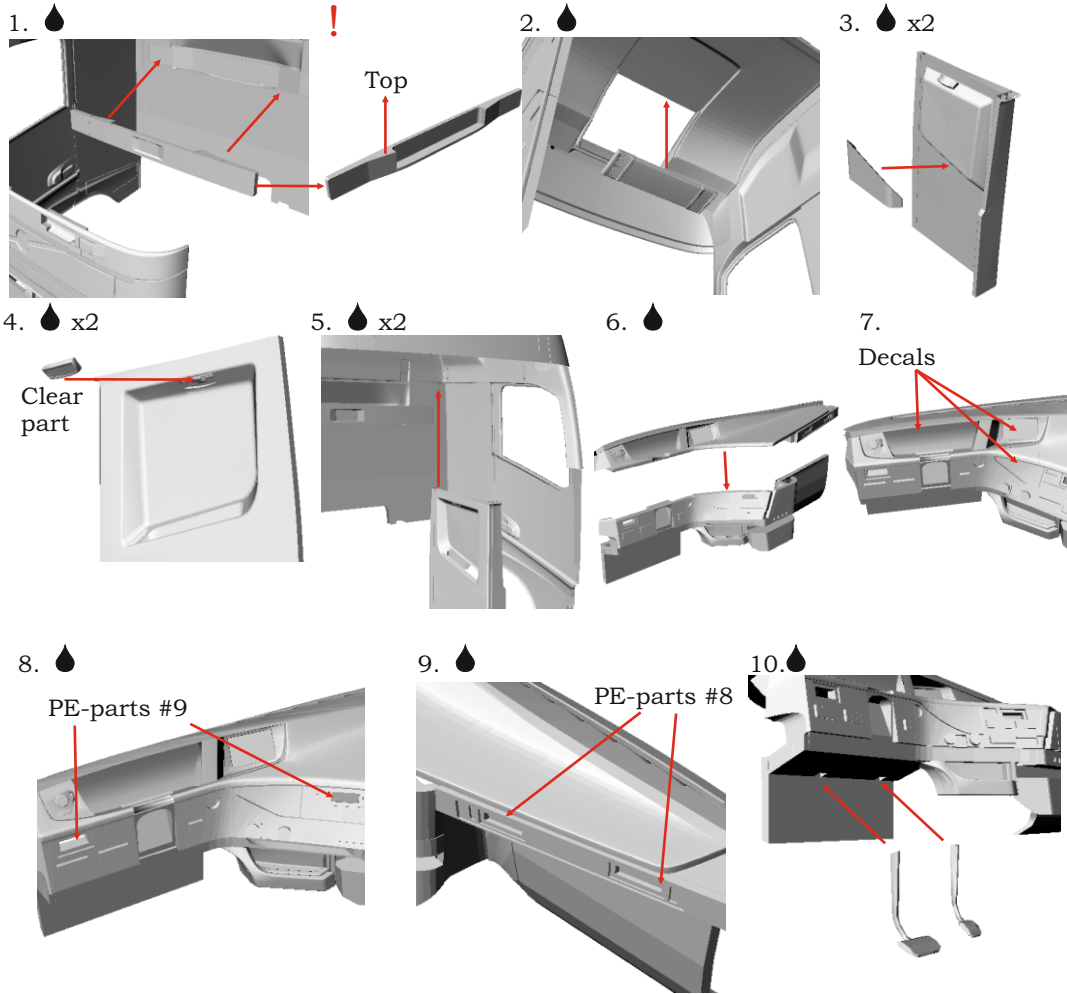 1.
!
2.
3. x2
Top
4. x2
5. x2
6.
7.
Clear
part
Decals
8.
9.
10.
PE-parts #9
PE-parts #8